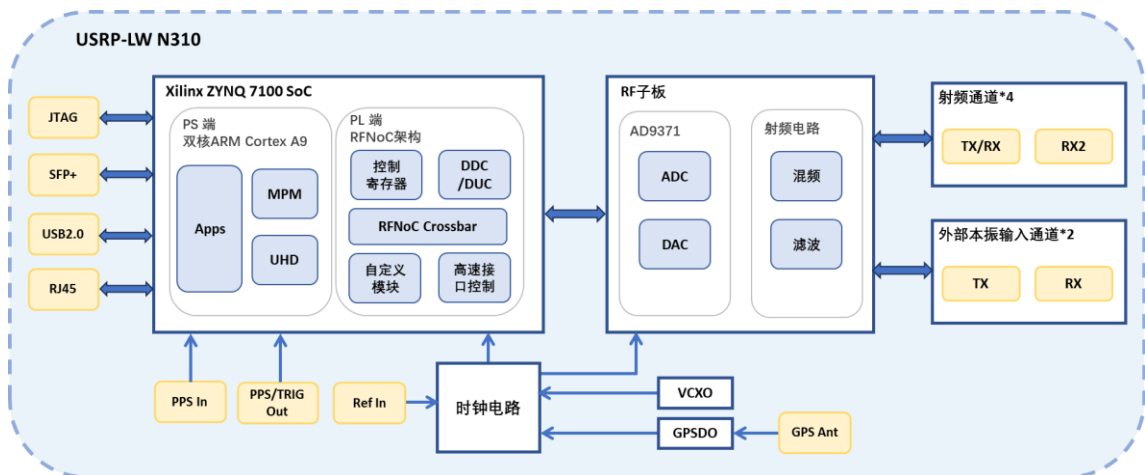 USRP-LW N310
JTAG
SFP+
USB2.0
RJ45
Xilinx ZYNQ 7100 SoC
PS 端
双核ARM Cortex A9
Apps
MPM
UHD
PL 端
RFNoC架构
控制
寄存器
DDC
/DUC
RFNoC Crossbar
自定义
模块
高速接
口控制
RF子板
AD9371
ADC
DAC
射频电路
混频
滤波
射频通道*4
TX/RX
RX2
外部本振输入通道*2
TX
RX
PPS In
PPS/TRIG
Out
Ref In
时钟电路
VCXO
GPSDO
GPS Ant